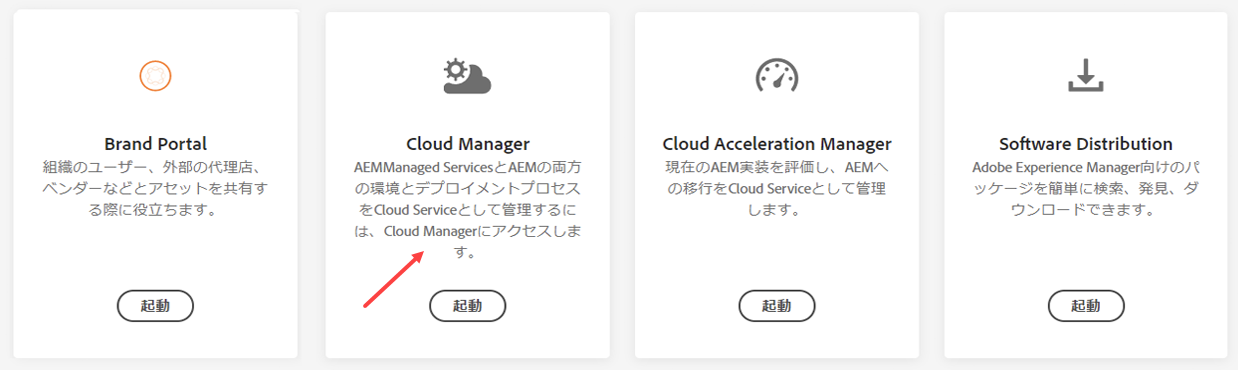 Brand Portal
組織のユーザー、外部の代理店、
ベンダーなどとアセットを共有す
る際に役立ちます。
起動
Cloud Manager
AEMManaged ServicesとAEMの両方
の環境とデプロイメントプロセス
をCloud Serviceとして管理するに
は、Cloud Managerにアクセスしま
す。
起動
Cloud Acceleration Manager
現在のAEM実装を評価し、AEMへ
の移行をCloud Serviceとして管理
します。
起動
Software Distribution
Adobe Experience Manager向けのパ
ッケージを簡単に検索、発見、ダ
ウンロードできます。
起動